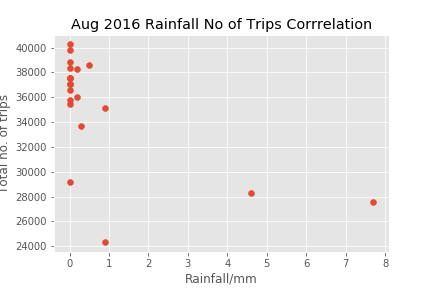 Aug 2016 Rainfall No of Trips Corrrelation
40000
38000
36000
34000
32000
30000
28000
26000
24000
Total no. of trips
0 1 2 3 4 5 6 7 8
Rainfall/mm